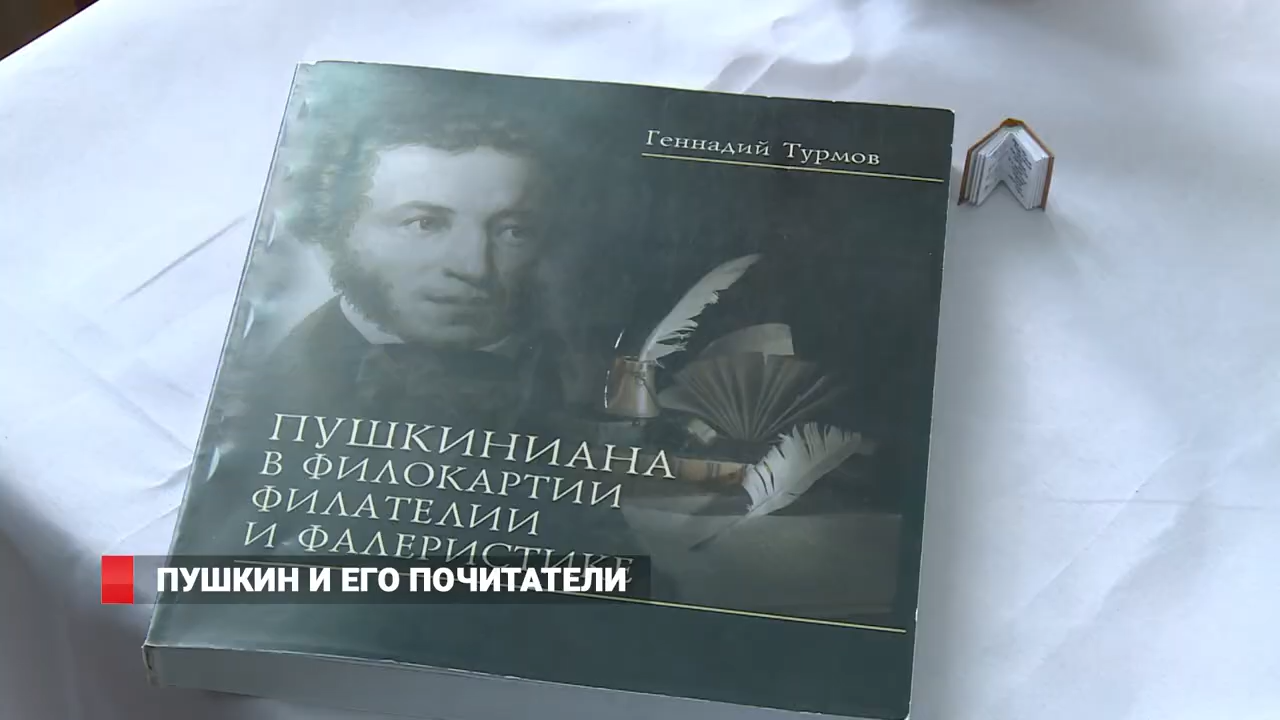 Геннадий Турмов
ПУШКИНИАНА
В ФИЛОКАРТИИ
ФИЛАТЕЛИИ
И ФАЛЕРИСТИКЕ
ПУШКИН И ЕГО ПОЧИТАТЕЛИ